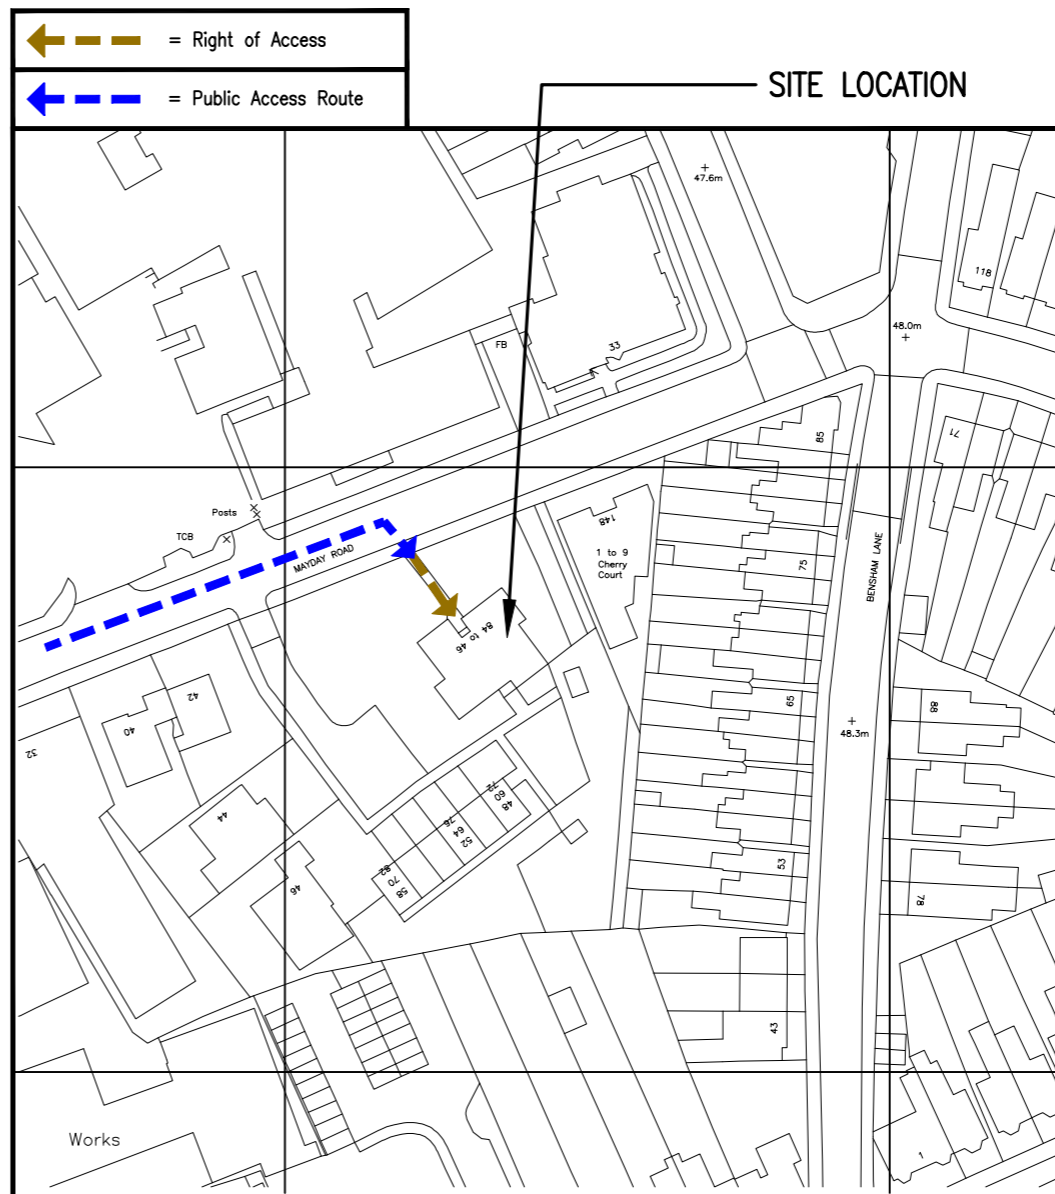 = Right of Access
= Public Access Route
SITE LOCATION
47.6m
118
48.0m
FB
33
71
85
Posts
TCB
148
MAYDAY ROAD
1 to 9
Cherry
Court
75
BENSHAM LANE
84 to 46
42
40
32
65
88
48.3m
72
60
48
44
76
64
52
82
70
58
46
53
78
43
Works
1